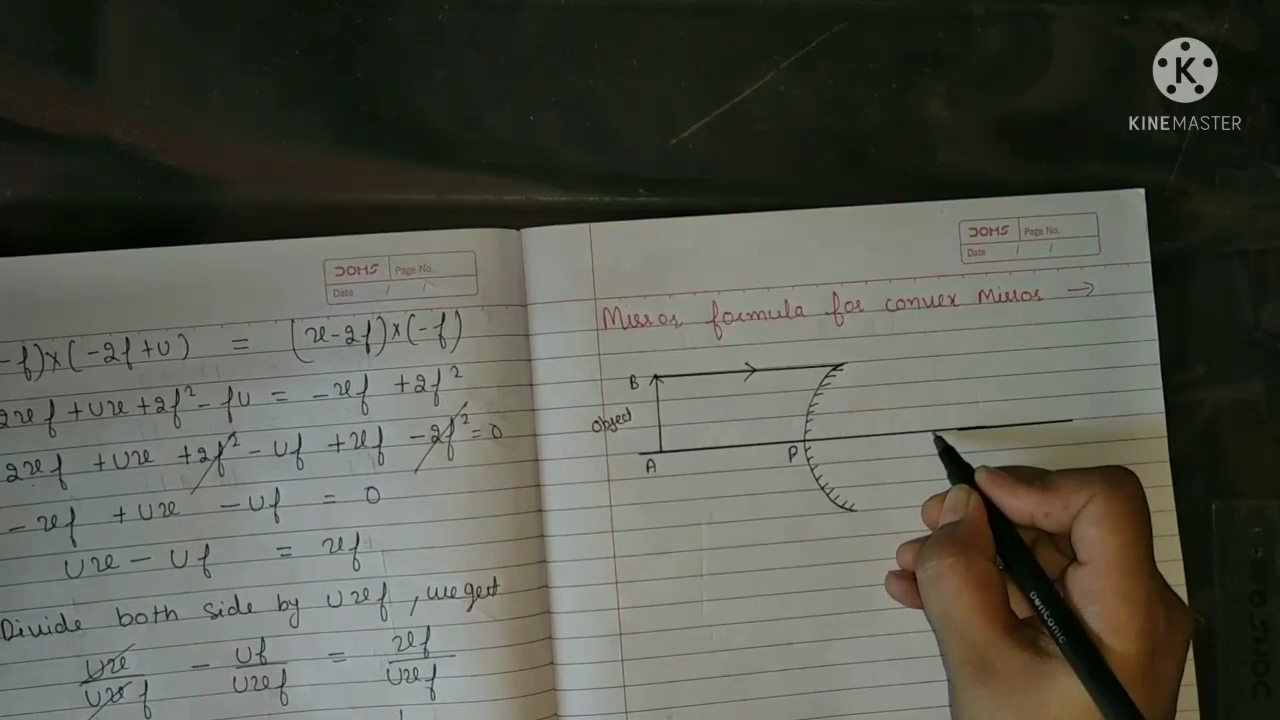 K
KINEMASTER
DOMS Page No.
Date / /
-f)x(-2f+v) = (u-2f)x(-f)
2uf + vu + 2f² - fv = -uf + 2f²
2uf + vu + 2f² - vf + uf - 2f² = 0
-uf + vu - vf = 0
vu - vf = uf
Divide both side by vuf, we get
vu/vuf - vf/vuf = uf/vuf
DOMS Page No.
Date / /
Mirror formula for convex Mirror →
B
object
A
P
pentonic